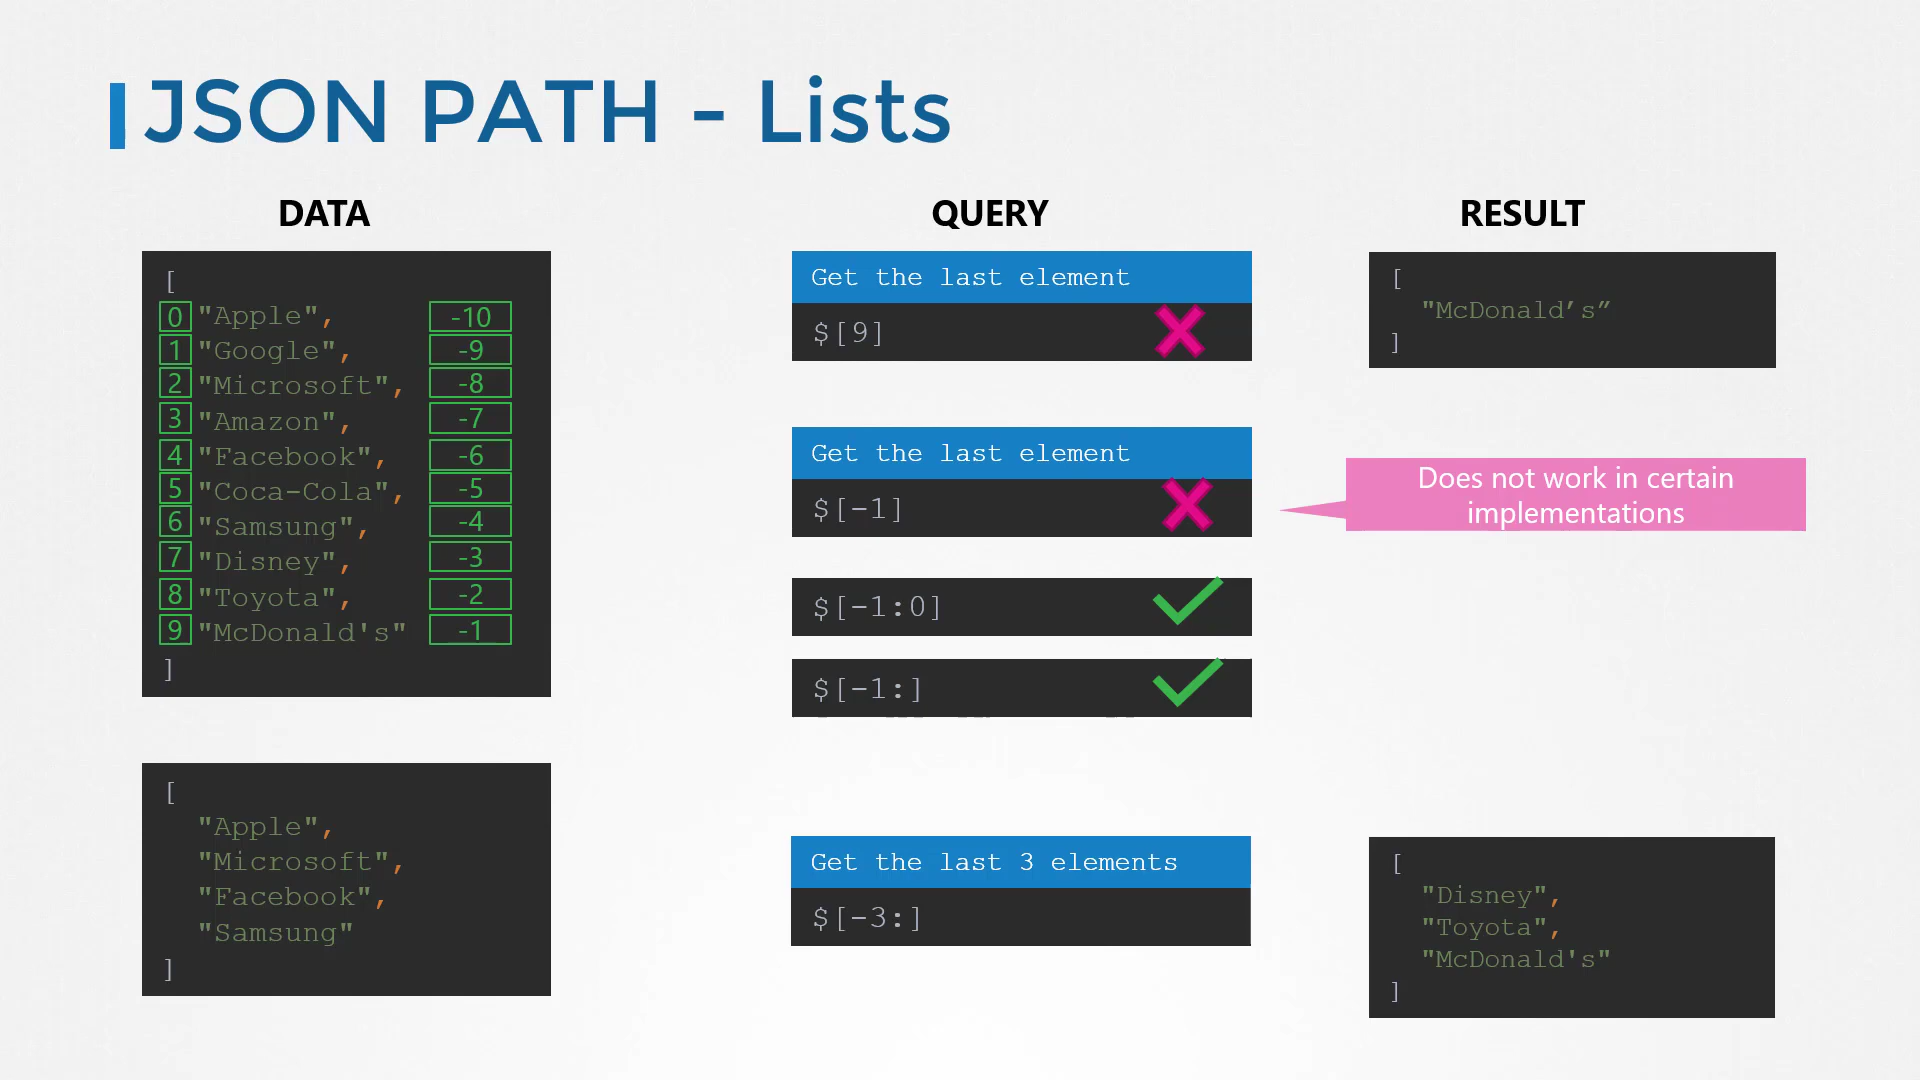 JSON PATH - Lists
DATA
QUERY
RESULT
[
0 "Apple", -10
1 "Google", -9
2 "Microsoft", -8
3 "Amazon", -7
4 "Facebook", -6
5 "Coca-Cola", -5
6 "Samsung", -4
7 "Disney", -3
8 "Toyota", -2
9 "McDonald's" -1
]
Get the last element
$[9]
[
"McDonald’s”
]
Get the last element
$[-1]
Does not work in certain
implementations
$[-1:0]
$[-1:]
[
"Apple",
"Microsoft",
"Facebook",
"Samsung"
]
Get the last 3 elements
$[-3:]
[
"Disney",
"Toyota",
"McDonald's"
]